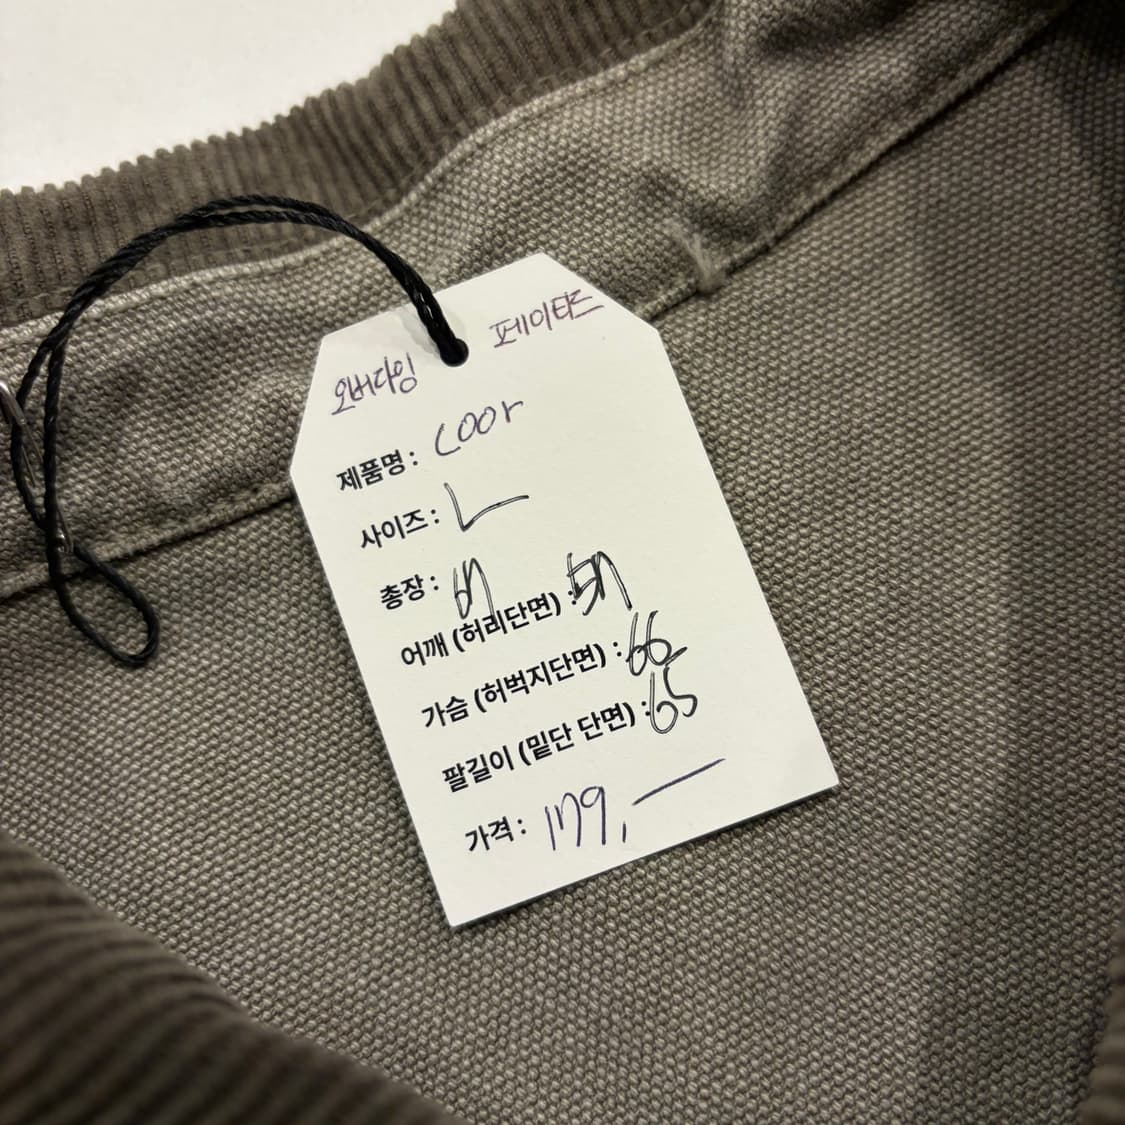 오버다잉 페이티드
제품명 : coor
사이즈 : L
총장 : 67
어깨 (허리단면) : 57
가슴 (허벅지단면) : 66
팔길이 (밑단 단면) : 65
가격 : 179,—